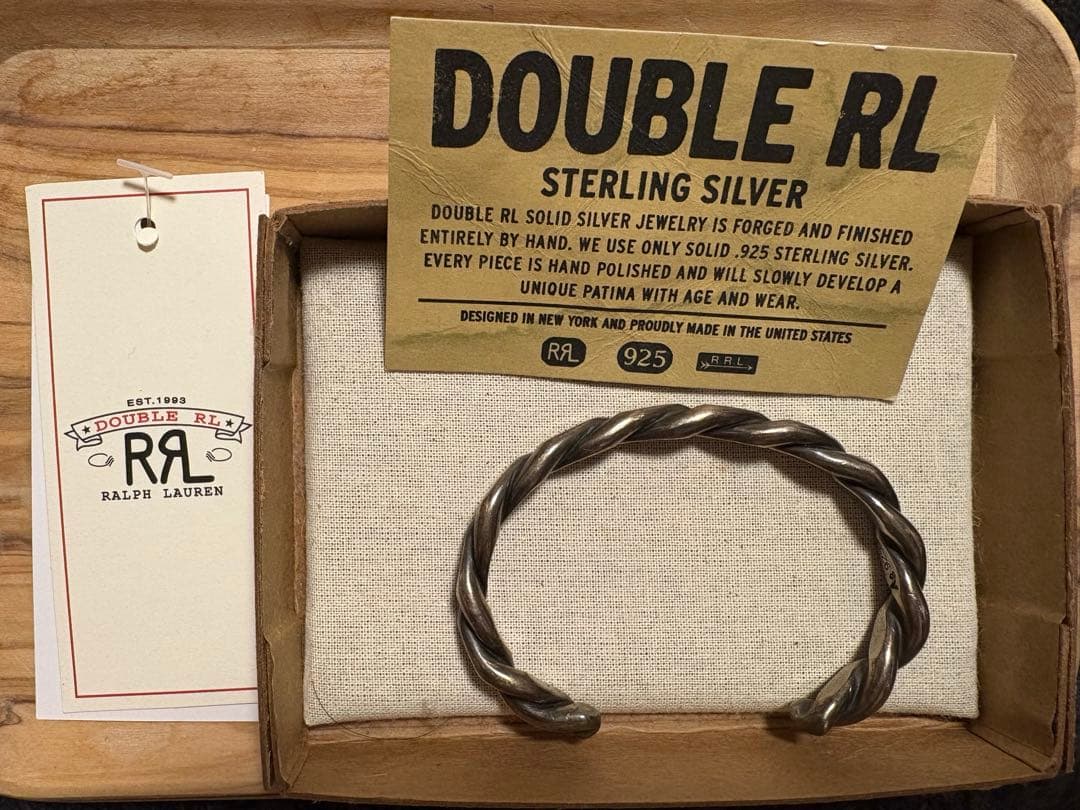 DOUBLE RL
STERLING SILVER
DOUBLE RL SOLID SILVER JEWELRY IS FORGED AND FINISHED
ENTIRELY BY HAND. WE USE ONLY SOLID .925 STERLING SILVER.
EVERY PIECE IS HAND POLISHED AND WILL SLOWLY DEVELOP A
UNIQUE PATINA WITH AGE AND WEAR.
DESIGNED IN NEW YORK AND PROUDLY MADE IN THE UNITED STATES
RRL 925 RRL
EST.1993
DOUBLE RL
RRL
RALPH LAUREN